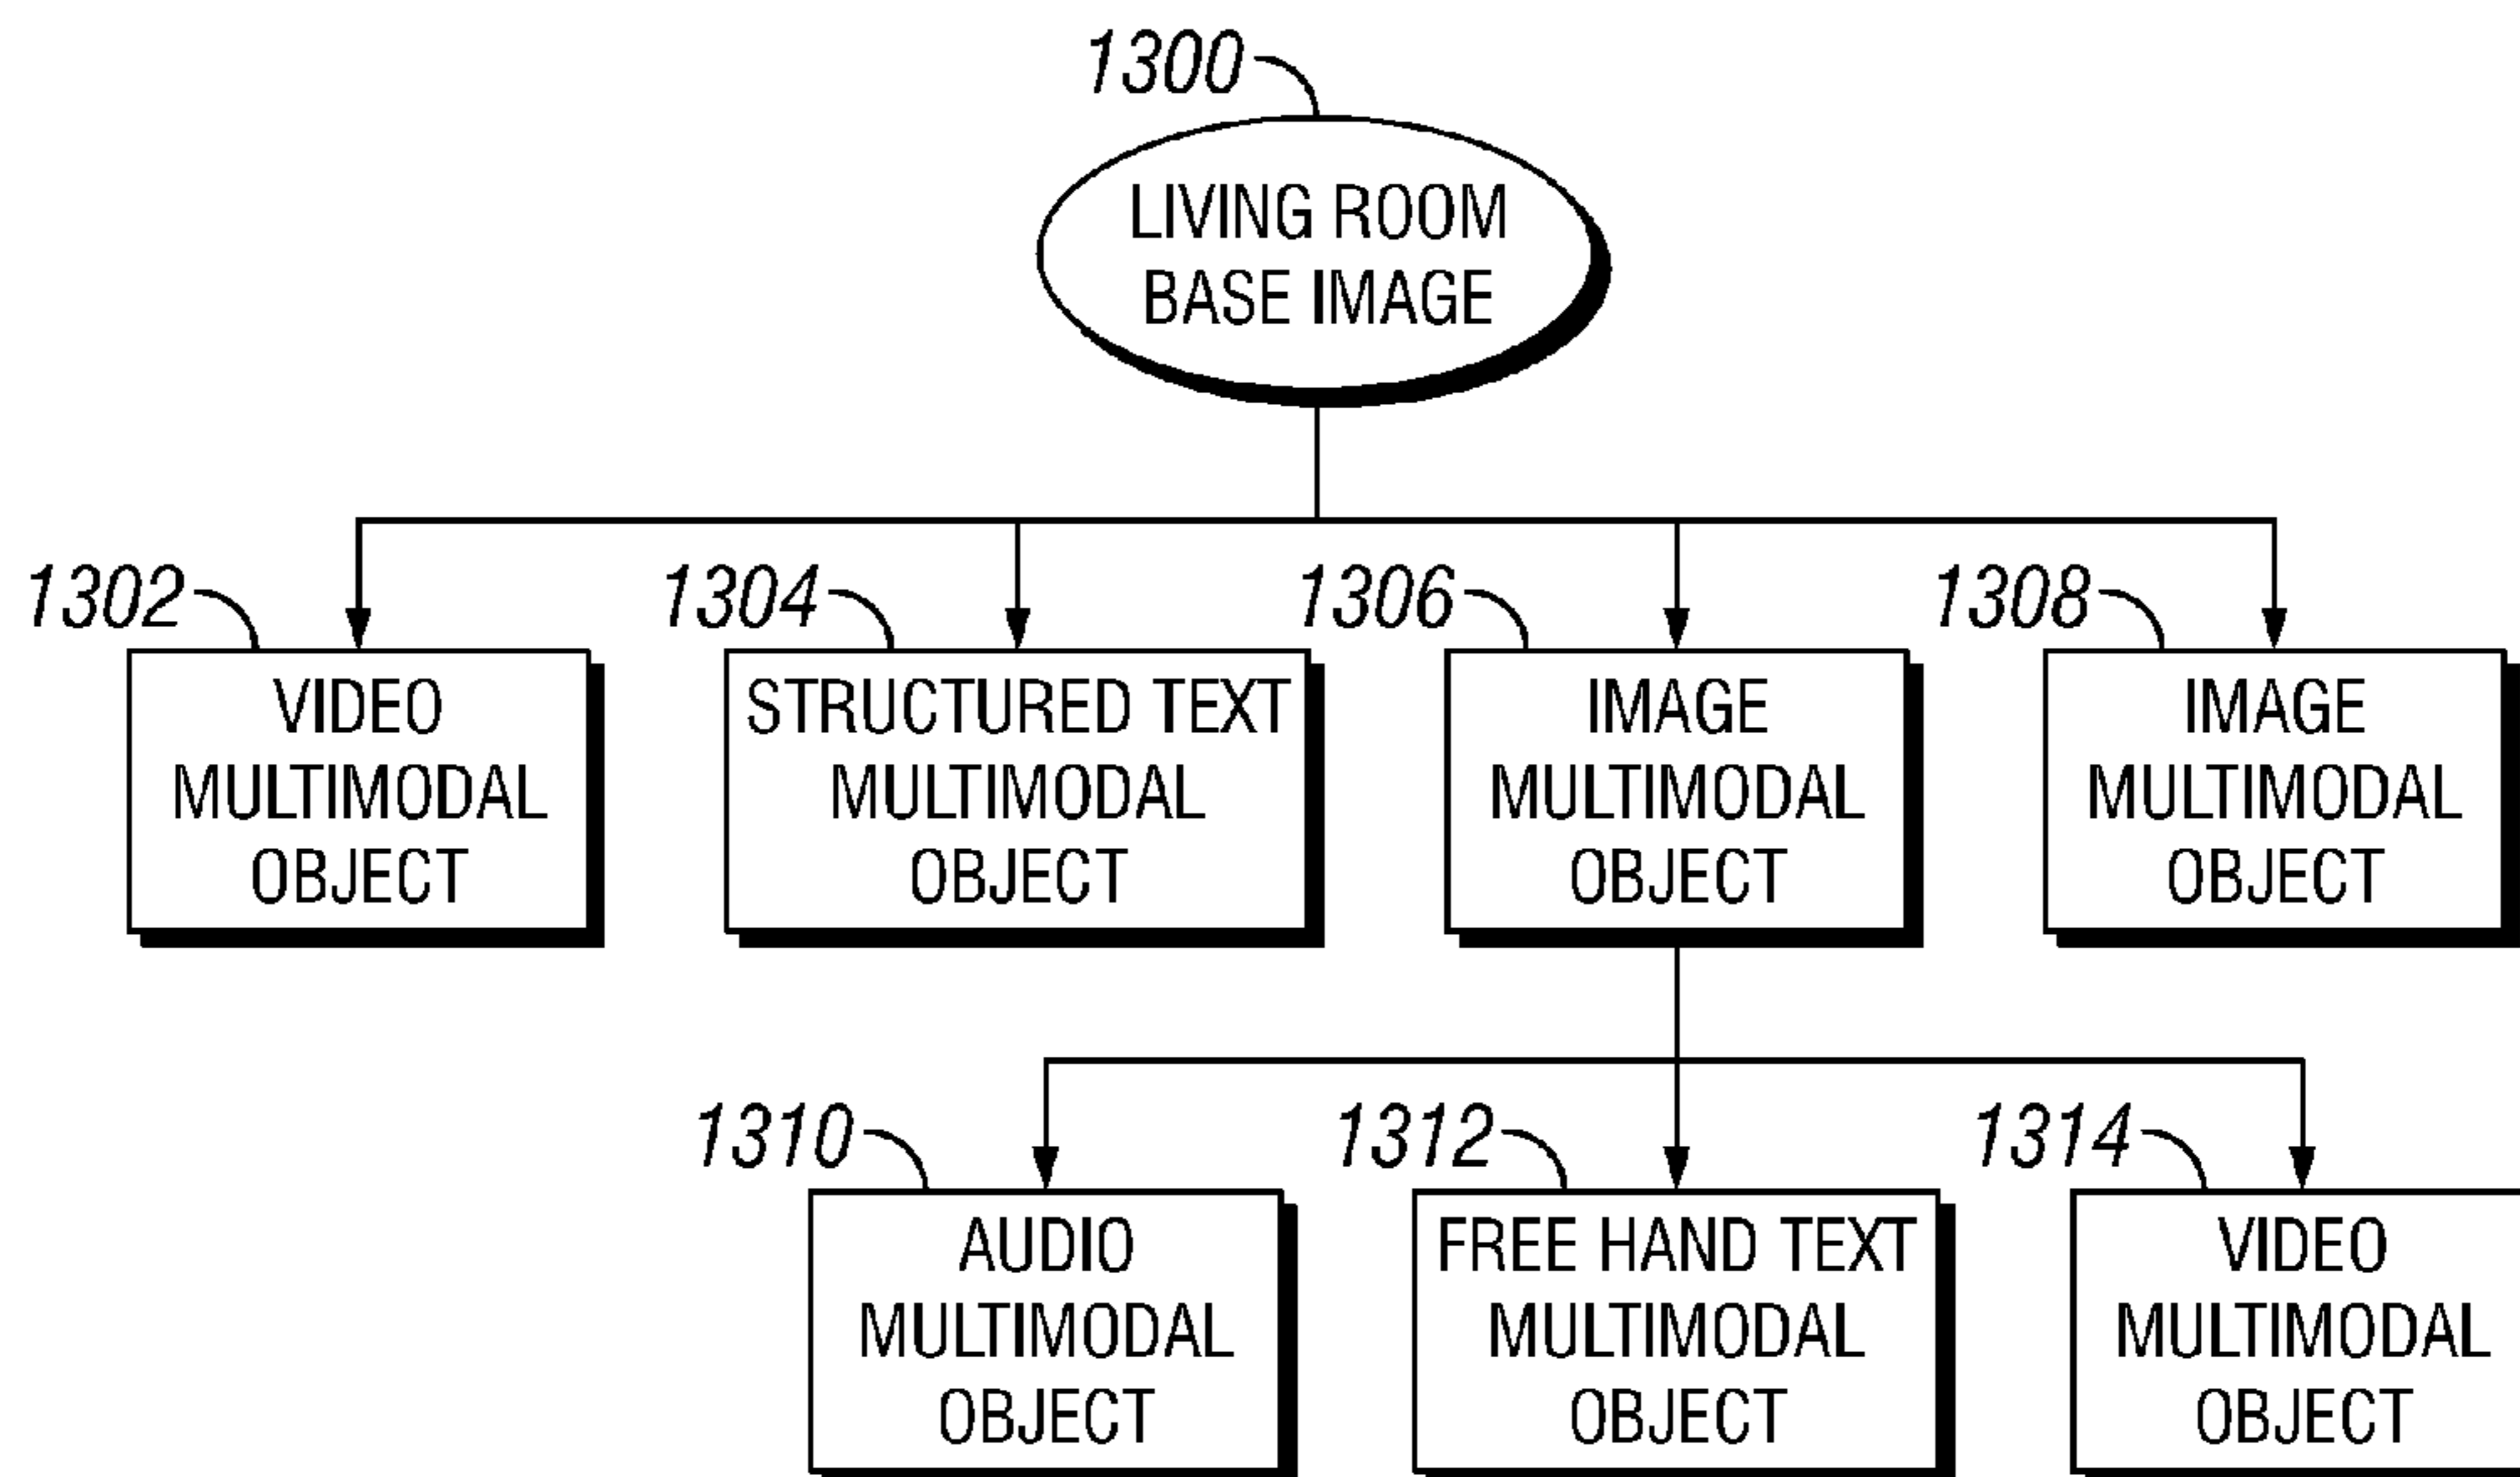 1300
LIVING ROOM
BASE IMAGE
1302
VIDEO
MULTIMODAL
OBJECT
1304
STRUCTURED TEXT
MULTIMODAL
OBJECT
1306
IMAGE
MULTIMODAL
OBJECT
1308
IMAGE
MULTIMODAL
OBJECT
1310
AUDIO
MULTIMODAL
OBJECT
1312
FREE HAND TEXT
MULTIMODAL
OBJECT
1314
VIDEO
MULTIMODAL
OBJECT